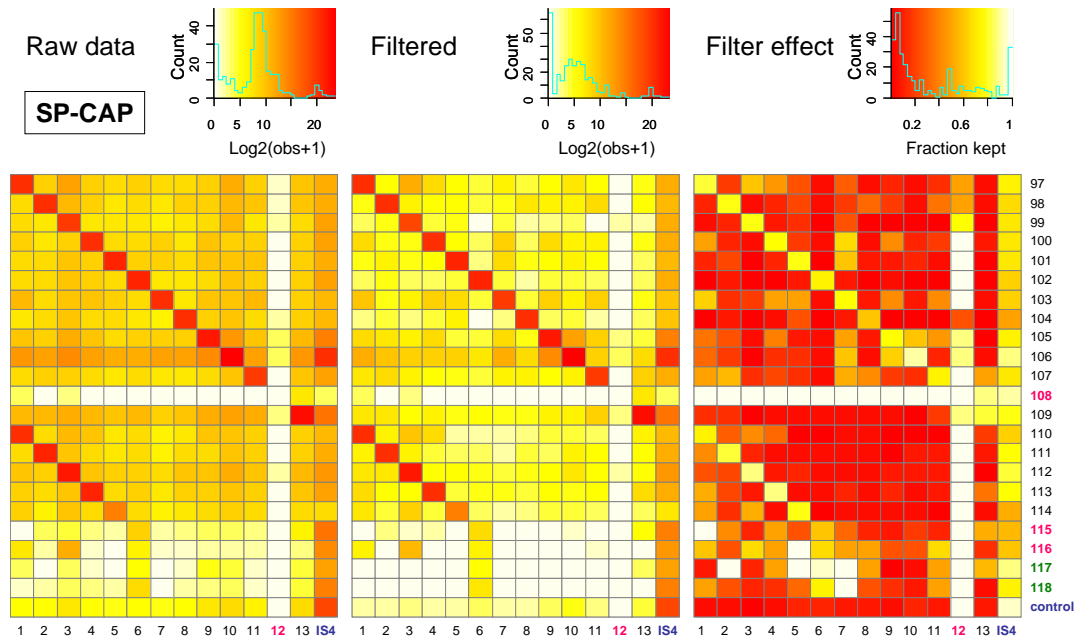 Raw data
SP-CAP
Count
0 20 40
0 5 10 20
Log2(obs+1)
Filtered
Count
0 20 50
0 5 10 20
Log2(obs+1)
Filter effect
Count
0 20 40
0.2 0.6 1
Fraction kept
97
98
99
100
101
102
103
104
105
106
107
108
109
110
111
112
113
114
115
116
117
118
control
1 2 3 4 5 6 7 8 9 10 11 12 13 IS4
1 2 3 4 5 6 7 8 9 10 11 12 13 IS4
1 2 3 4 5 6 7 8 9 10 11 12 13 IS4